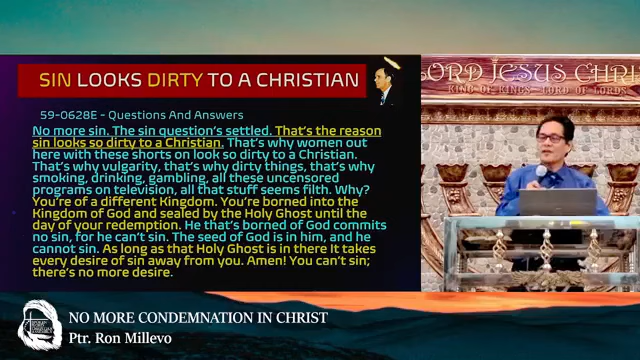 SIN LOOKS DIRTY TO A CHRISTIAN
59-0628E - Questions And Answers
No more sin. The sin question's settled. That's the reason
sin looks so dirty to a Christian. That's why women out
here with these shorts on look so dirty to a Christian.
That's why vulgarity, that's why dirty things, that's why
smoking, drinking, gambling, all these uncensored
programs on television, all that stuff seems filth. Why?
You're of a different Kingdom. You're borned into the
Kingdom of God and sealed by the Holy Ghost until the
day of your redemption. He that's borned of God commits
no sin, for he can't sin. The seed of God is in him, and he
cannot sin. As long as that Holy Ghost is in there It takes
every desire of sin away from you. Amen! You can't sin;
there's no more desire.
LORD JESUS CHRI
KING OF KINGS LORD OF LORDS
NO MORE CONDEMNATION IN CHRIST
Ptr. Ron Millevo